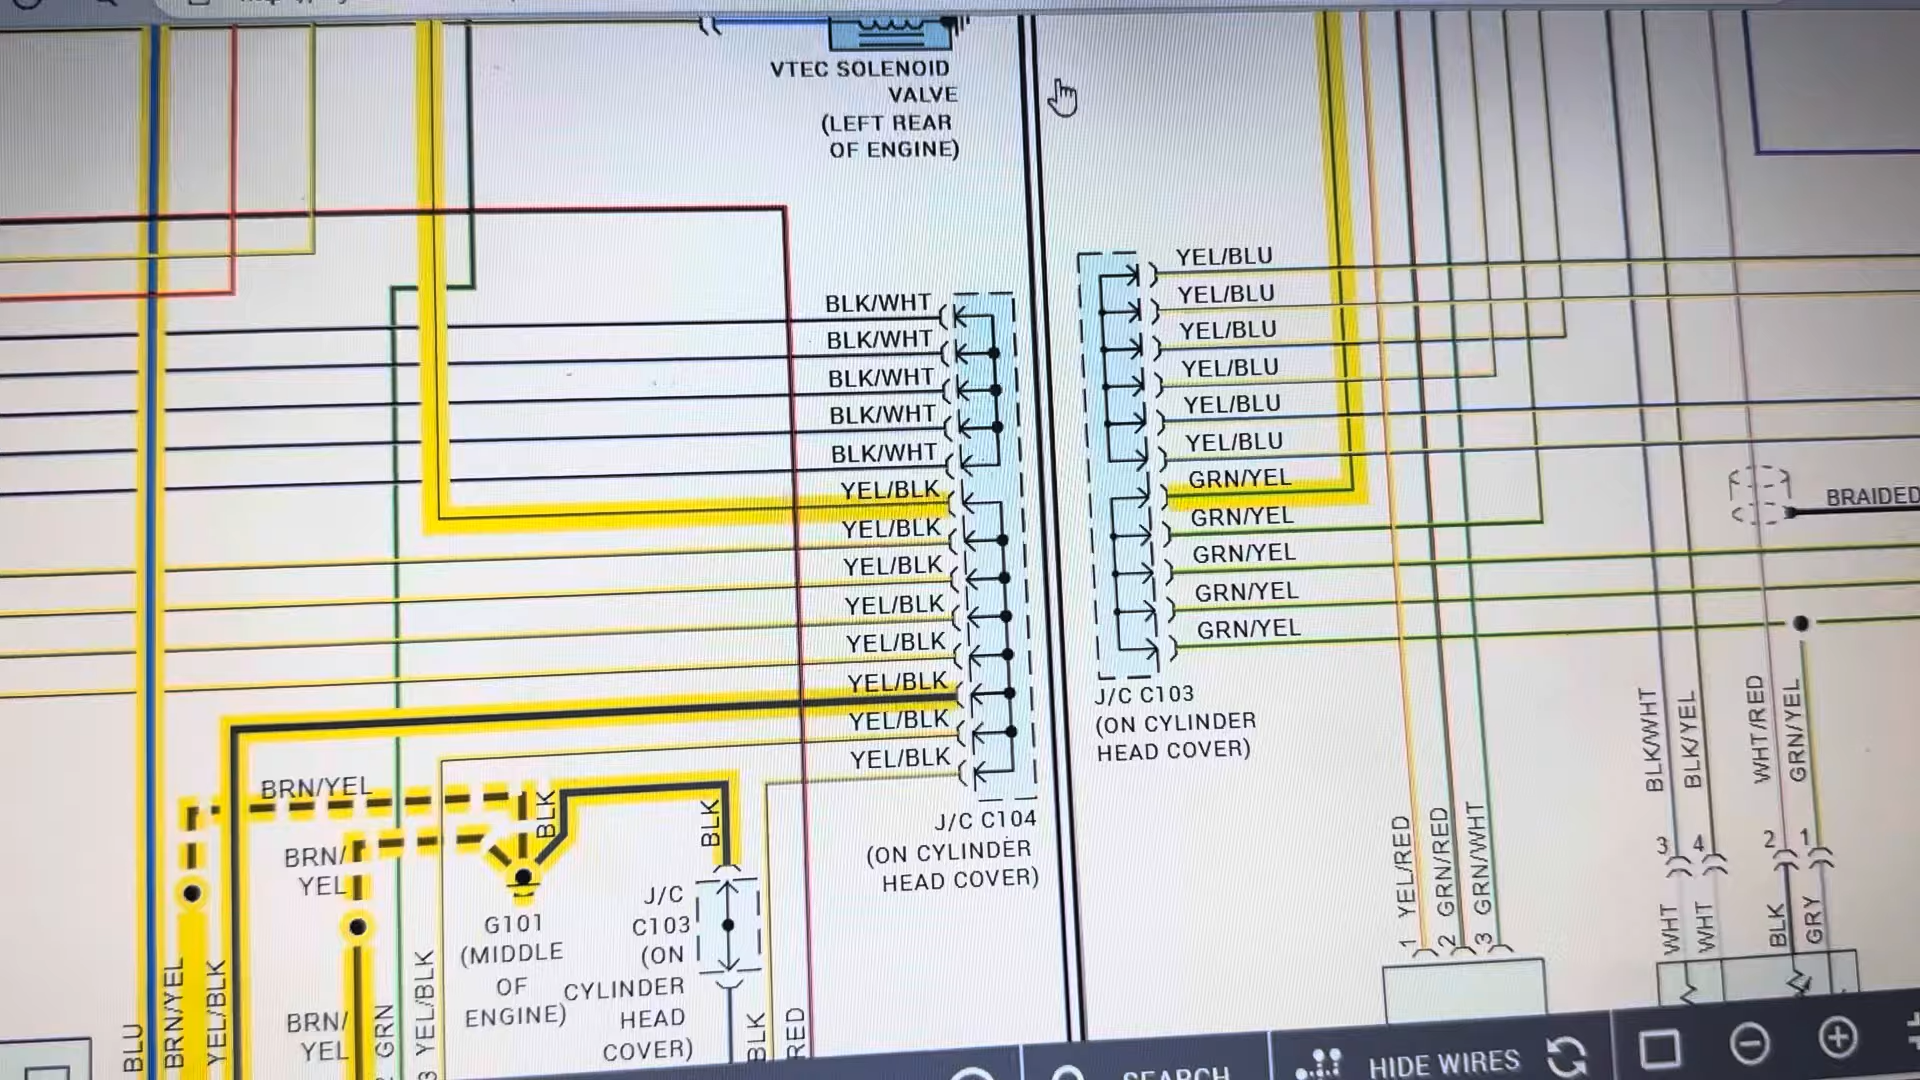 VTEC SOLENOID
VALVE
(LEFT REAR
OF ENGINE)
BLK/WHT
BLK/WHT
BLK/WHT
BLK/WHT
BLK/WHT
YEL/BLK
YEL/BLK
YEL/BLK
YEL/BLK
YEL/BLK
YEL/BLK
YEL/BLK
YEL/BLK
J/C C104
(ON CYLINDER
HEAD COVER)
YEL/BLU
YEL/BLU
YEL/BLU
YEL/BLU
YEL/BLU
YEL/BLU
GRN/YEL
GRN/YEL
GRN/YEL
GRN/YEL
GRN/YEL
J/C C103
(ON CYLINDER
HEAD COVER)
BRAIDED
BRN/YEL
BLK
BLK
BRN/
YEL
G101
(MIDDLE
OF
ENGINE)
J/C
C103
(ON
CYLINDER
HEAD
COVER)
BLU
BRN/YEL
YEL/BLK
BRN/
YEL
2 GRN
3 YEL/BLK
BLK
RED
1 YEL/RED
2 GRN/RED
3 GRN/WHT
BLK/WHT
BLK/YEL
WHT/RED
GRN/YEL
3 4 2 1
WHT
WHT
BLK
GRY
SEARCH
HIDE WIRES